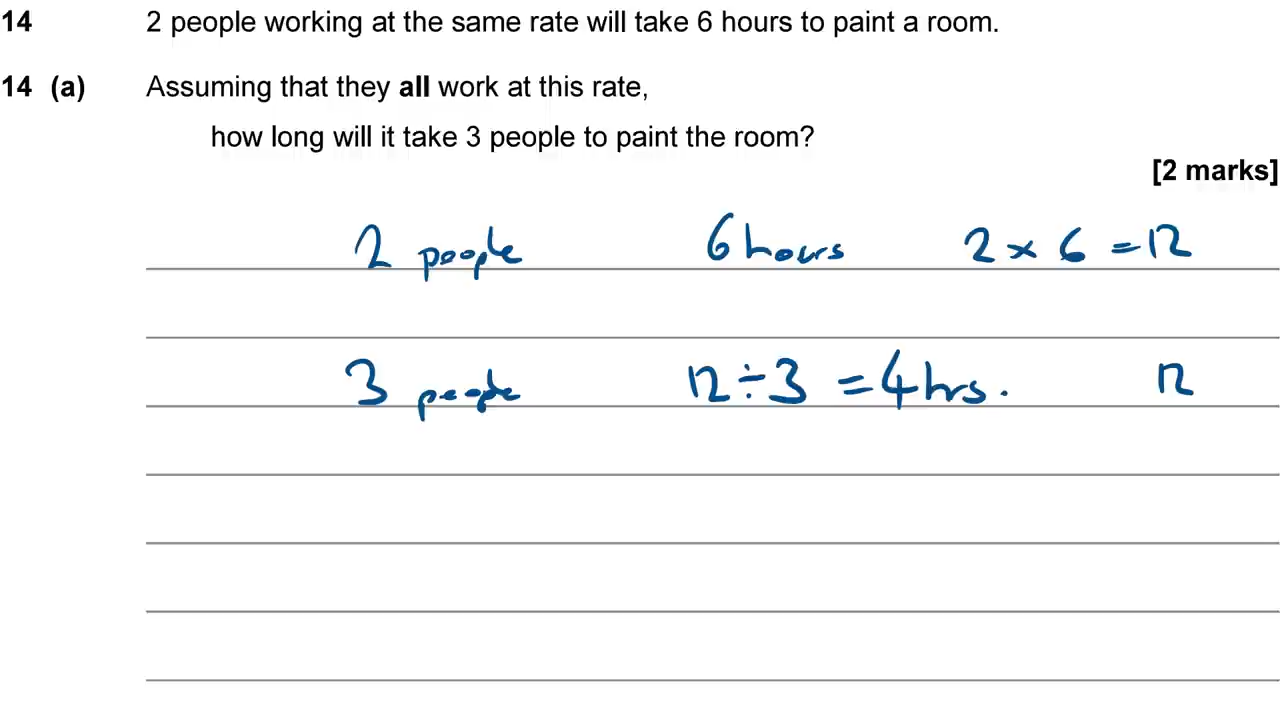 14 2 people working at the same rate will take 6 hours to paint a room.
14 (a) Assuming that they all work at this rate,
how long will it take 3 people to paint the room?
[2 marks]
2 people 6 hours 2 × 6 = 12
3 people 12 ÷ 3 = 4 hrs. 12